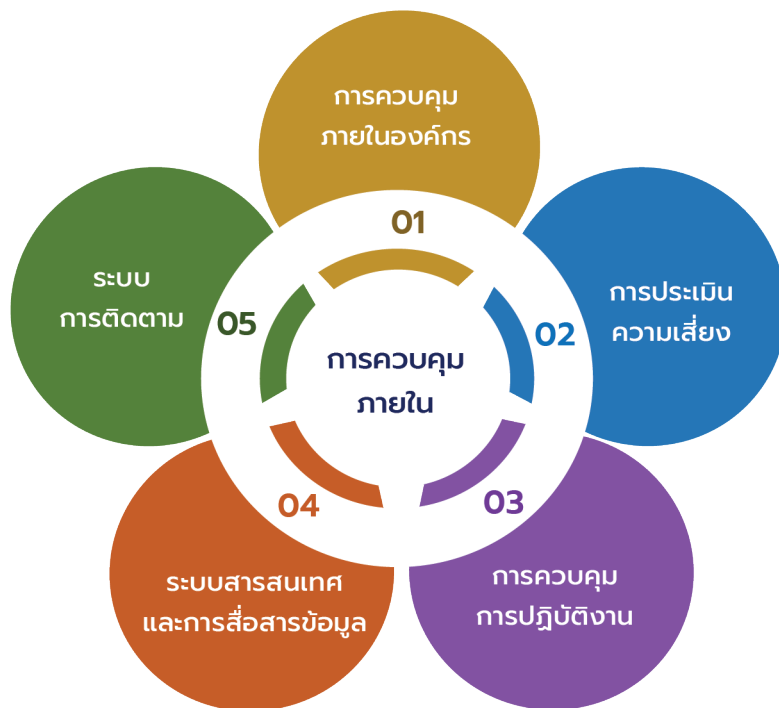 การควบคุม
ภายในองค์กร
01
การประเมิน
ความเสี่ยง
02
การควบคุม
การปฏิบัติงาน
03
ระบบสารสนเทศ
และการสื่อสารข้อมูล
04
ระบบ
การติดตาม
05
การควบคุม
ภายใน